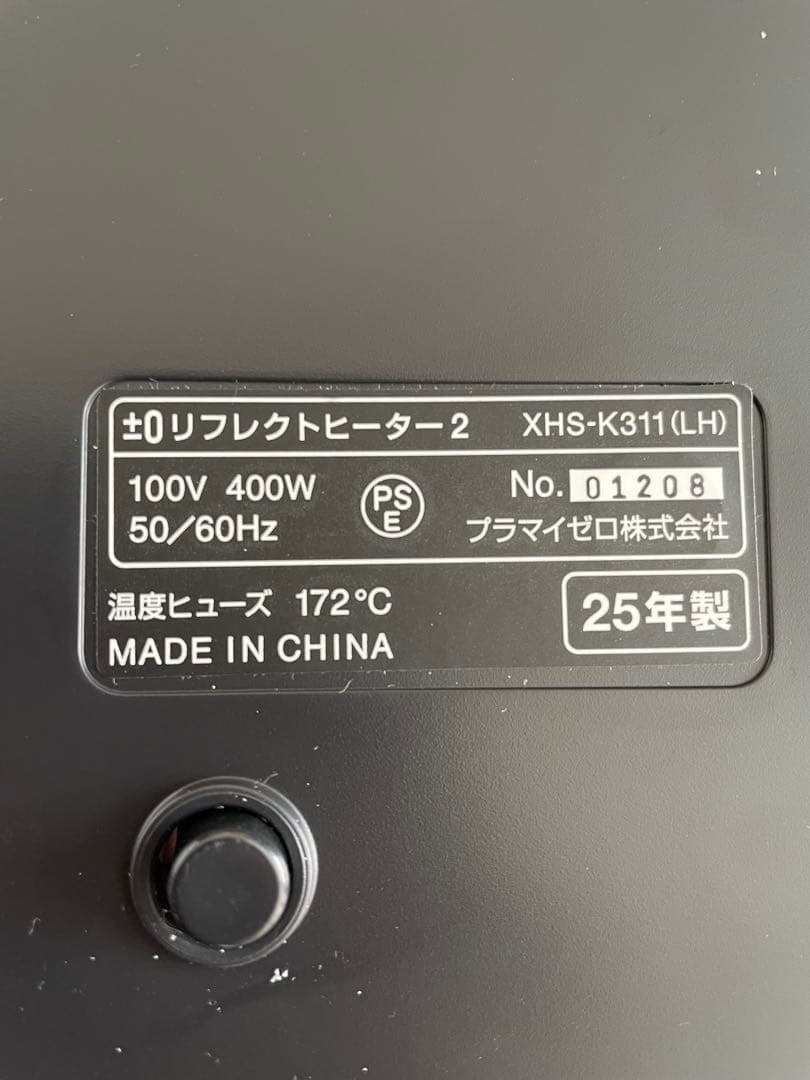 ±0リフレクトヒーター2 XHS-K311(LH)
100V 400W PSE No. 01208
50/60Hz プラマイゼロ株式会社
温度ヒューズ 172℃ 25年製
MADE IN CHINA